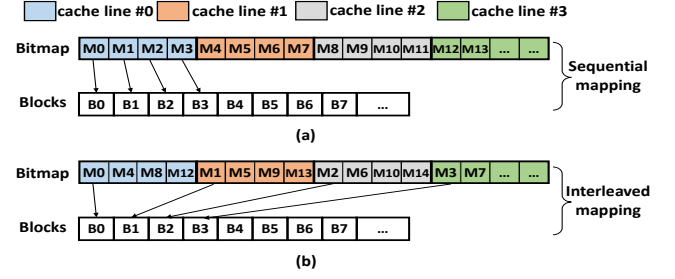 cache line #0 cache line #1 cache line #2 cache line #3
Bitmap M0 M1 M2 M3 M4 M5 M6 M7 M8 M9 M10 M11 M12 M13 ... ...
Sequential
mapping
Blocks B0 B1 B2 B3 B4 B5 B6 B7 ...
(a)
Bitmap M0 M4 M8 M12 M1 M5 M9 M13 M2 M6 M10 M14 M3 M7 ... ...
Interleaved
mapping
Blocks B0 B1 B2 B3 B4 B5 B6 B7 ...
(b)